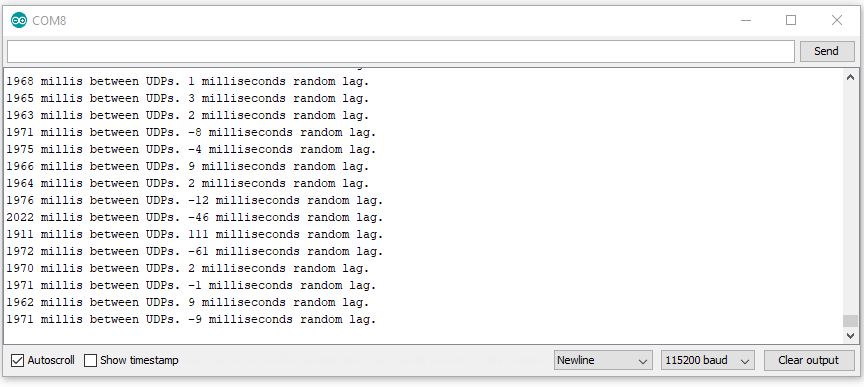 COM8
Send
1968 millis between UDPs. 1 milliseconds random lag.
1965 millis between UDPs. 3 milliseconds random lag.
1963 millis between UDPs. 2 milliseconds random lag.
1971 millis between UDPs. -8 milliseconds random lag.
1975 millis between UDPs. -4 milliseconds random lag.
1966 millis between UDPs. 9 milliseconds random lag.
1964 millis between UDPs. 2 milliseconds random lag.
1976 millis between UDPs. -12 milliseconds random lag.
2022 millis between UDPs. -46 milliseconds random lag.
1911 millis between UDPs. 111 milliseconds random lag.
1972 millis between UDPs. -61 milliseconds random lag.
1970 millis between UDPs. 2 milliseconds random lag.
1971 millis between UDPs. -1 milliseconds random lag.
1962 millis between UDPs. 9 milliseconds random lag.
1971 millis between UDPs. -9 milliseconds random lag.
Autoscroll Show timestamp Newline 115200 baud Clear output